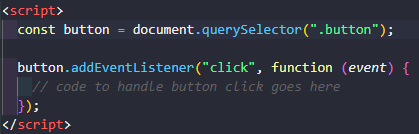 <script>
const button = document.querySelector(".button");
button.addEventListener("click", function (event) {
// code to handle button click goes here
});
</script>